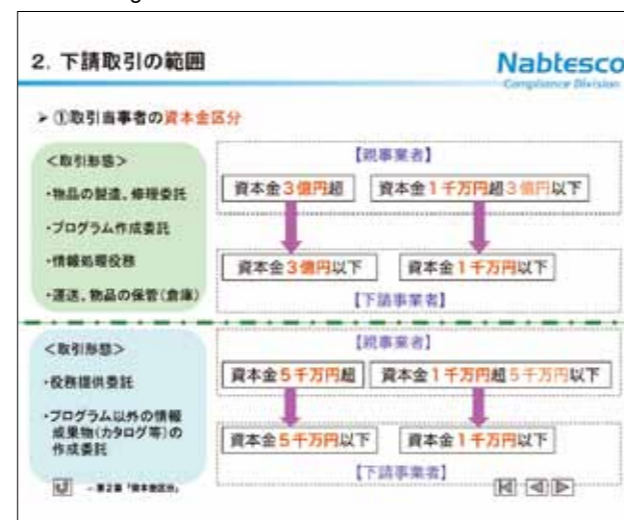 2. 下請取引の範囲
Nabtesco
Compliance Division
➤ ①取引当事者の資本金区分
＜取引形態＞
・物品の製造、修理委託
・プログラム作成委託
・情報処理役務
・運送、物品の保管（倉庫）
【親事業者】
資本金３億円超
資本金１千万円超３億円以下
資本金３億円以下
資本金１千万円以下
【下請事業者】
＜取引形態＞
・役務提供委託
・プログラム以外の情報
成果物（カタログ等）の
作成委託
【親事業者】
資本金５千万円超
資本金１千万円超５千万円以下
資本金５千万円以下
資本金１千万円以下
【下請事業者】
－第２章「資本金区分」